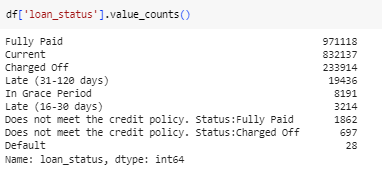 df['loan_status'].value_counts()
Fully Paid 971118
Current 832137
Charged Off 233914
Late (31-120 days) 19436
In Grace Period 8191
Late (16-30 days) 3214
Does not meet the credit policy. Status:Fully Paid 1862
Does not meet the credit policy. Status:Charged Off 697
Default 28
Name: loan_status, dtype: int64